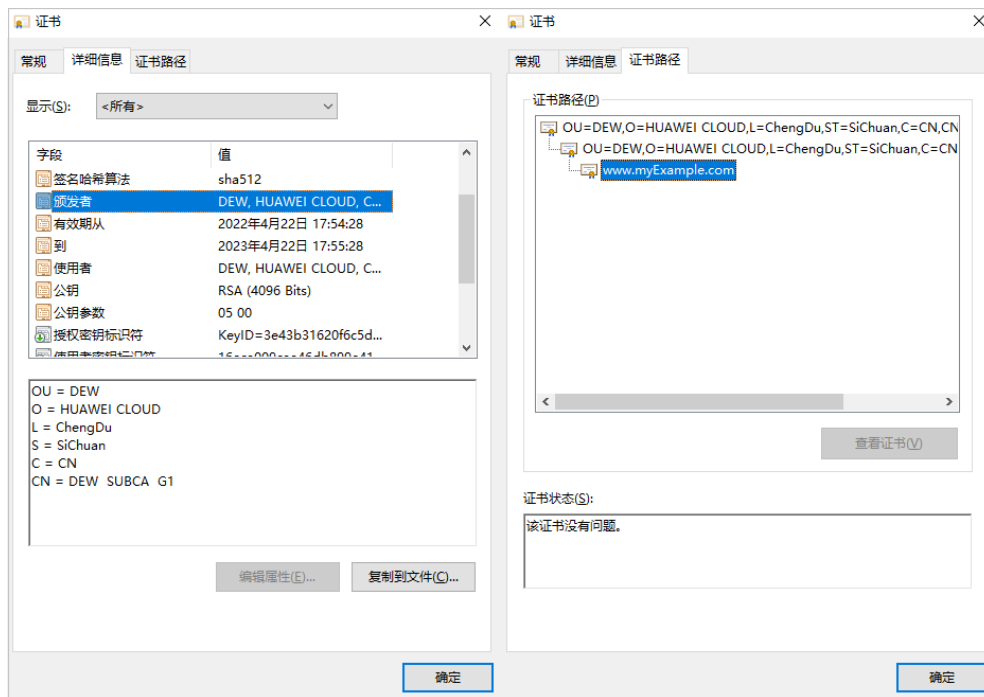 证书
常规
详细信息
证书路径
显示(S):
<所有>
字段
值
签名哈希算法
sha512
颁发者
DEW, HUAWEI CLOUD, C...
有效期从
2022年4月22日 17:54:28
到
2023年4月22日 17:55:28
使用者
DEW, HUAWEI CLOUD, C...
公钥
RSA (4096 Bits)
公钥参数
05 00
授权密钥标识符
KeyID=3e43b31620f6c5d...
使用者密钥标识符
OU = DEW
O = HUAWEI CLOUD
L = ChengDu
S = SiChuan
C = CN
CN = DEW SUBCA G1
编辑属性(E)...
复制到文件(C)...
确定
证书
常规
详细信息
证书路径
证书路径(P)
OU=DEW,O=HUAWEI CLOUD,L=ChengDu,ST=SiChuan,C=CN,CN
OU=DEW,O=HUAWEI CLOUD,L=ChengDu,ST=SiChuan,C=CN
www.myExample.com
查看证书(V)
证书状态(S):
该证书没有问题。
确定